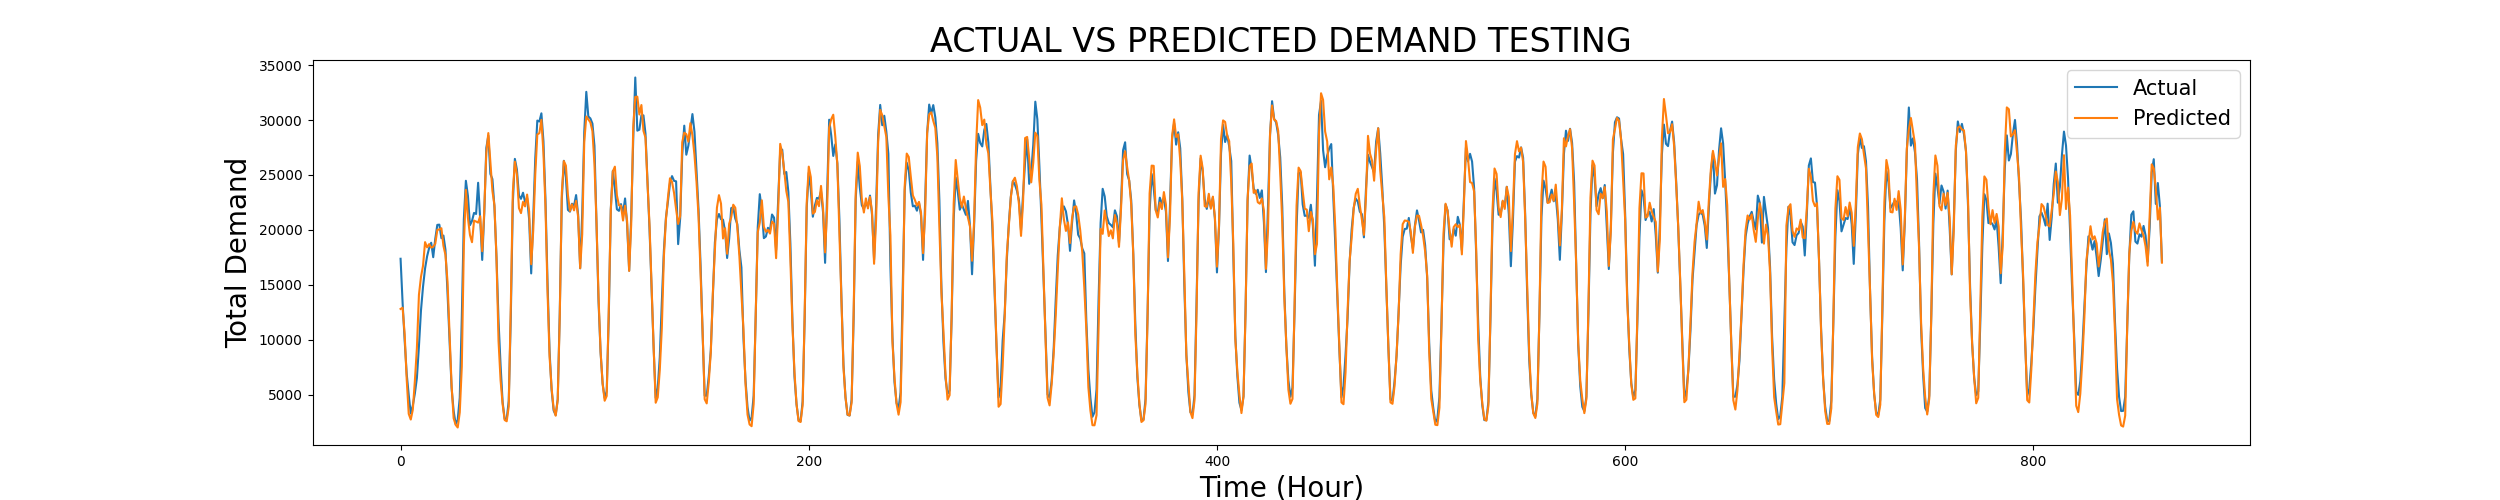 ACTUAL VS PREDICTED DEMAND TESTING
Total Demand
35000
30000
25000
20000
15000
10000
5000
Actual
Predicted
0 200 400 600 800
Time (Hour)